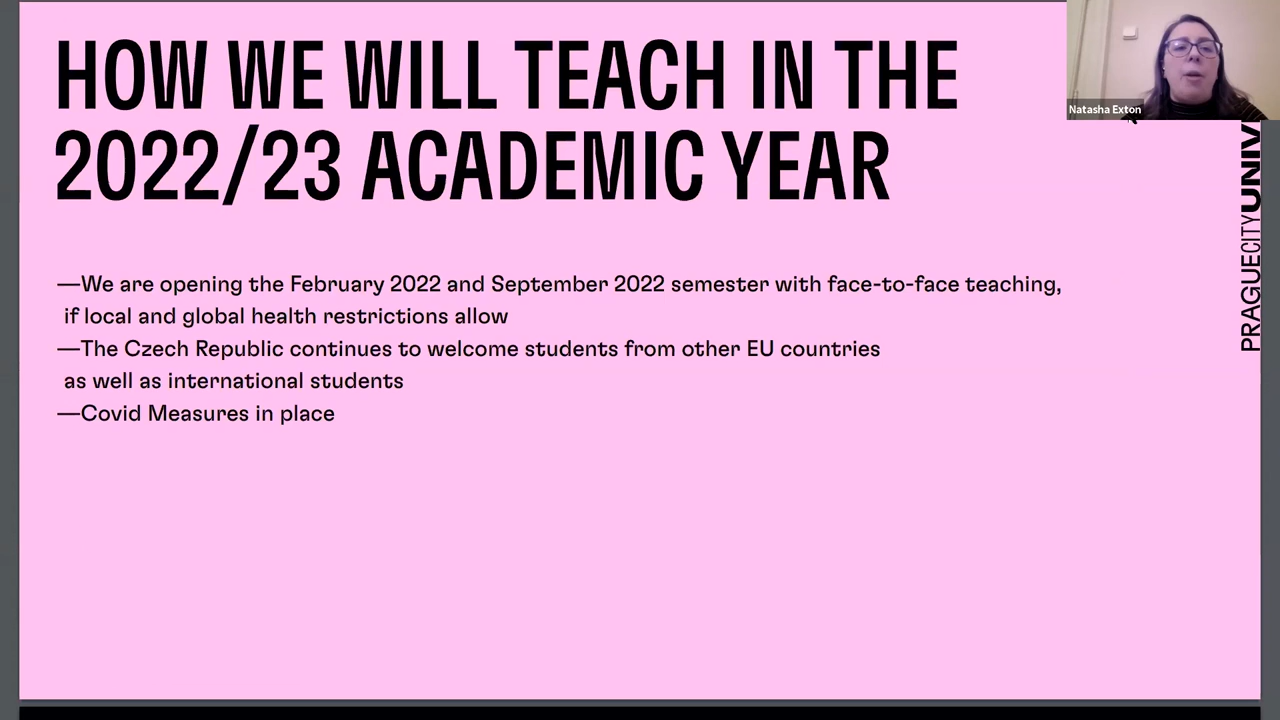 HOW WE WILL TEACH IN THE
2022/23 ACADEMIC YEAR
Natasha Exton
PRAGUECITYUNIV
—We are opening the February 2022 and September 2022 semester with face-to-face teaching,
if local and global health restrictions allow
—The Czech Republic continues to welcome students from other EU countries
as well as international students
—Covid Measures in place